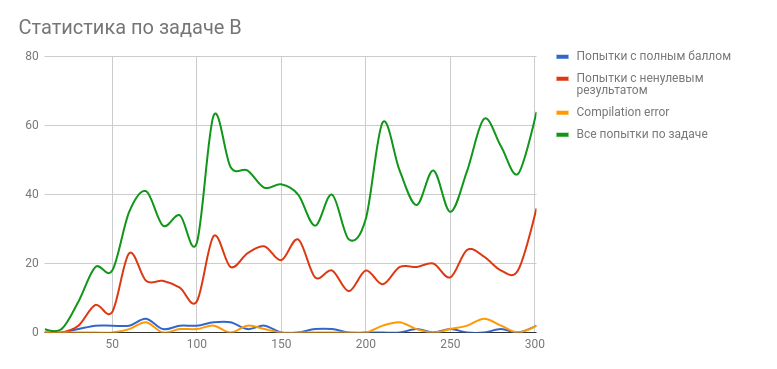 Статистика по задаче B
80
60
40
20
0
50
100
150
200
250
300
Попытки с полным баллом
Попытки с ненулевым
результатом
Compilation error
Все попытки по задаче